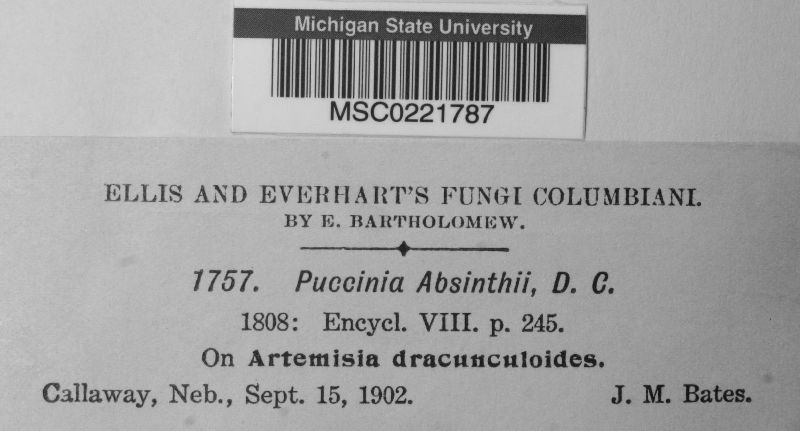 Michigan State University
MSC0221787
ELLIS AND EVERHART'S FUNGI COLUMBIANI.
BY E. BARTHOLOMEW.
1757. Puccinia Absinthii, D. C.
1808: Encycl. VIII. p. 245.
On Artemisia dracunculoides.
Callaway, Neb., Sept. 15, 1902. J. M. Bates.